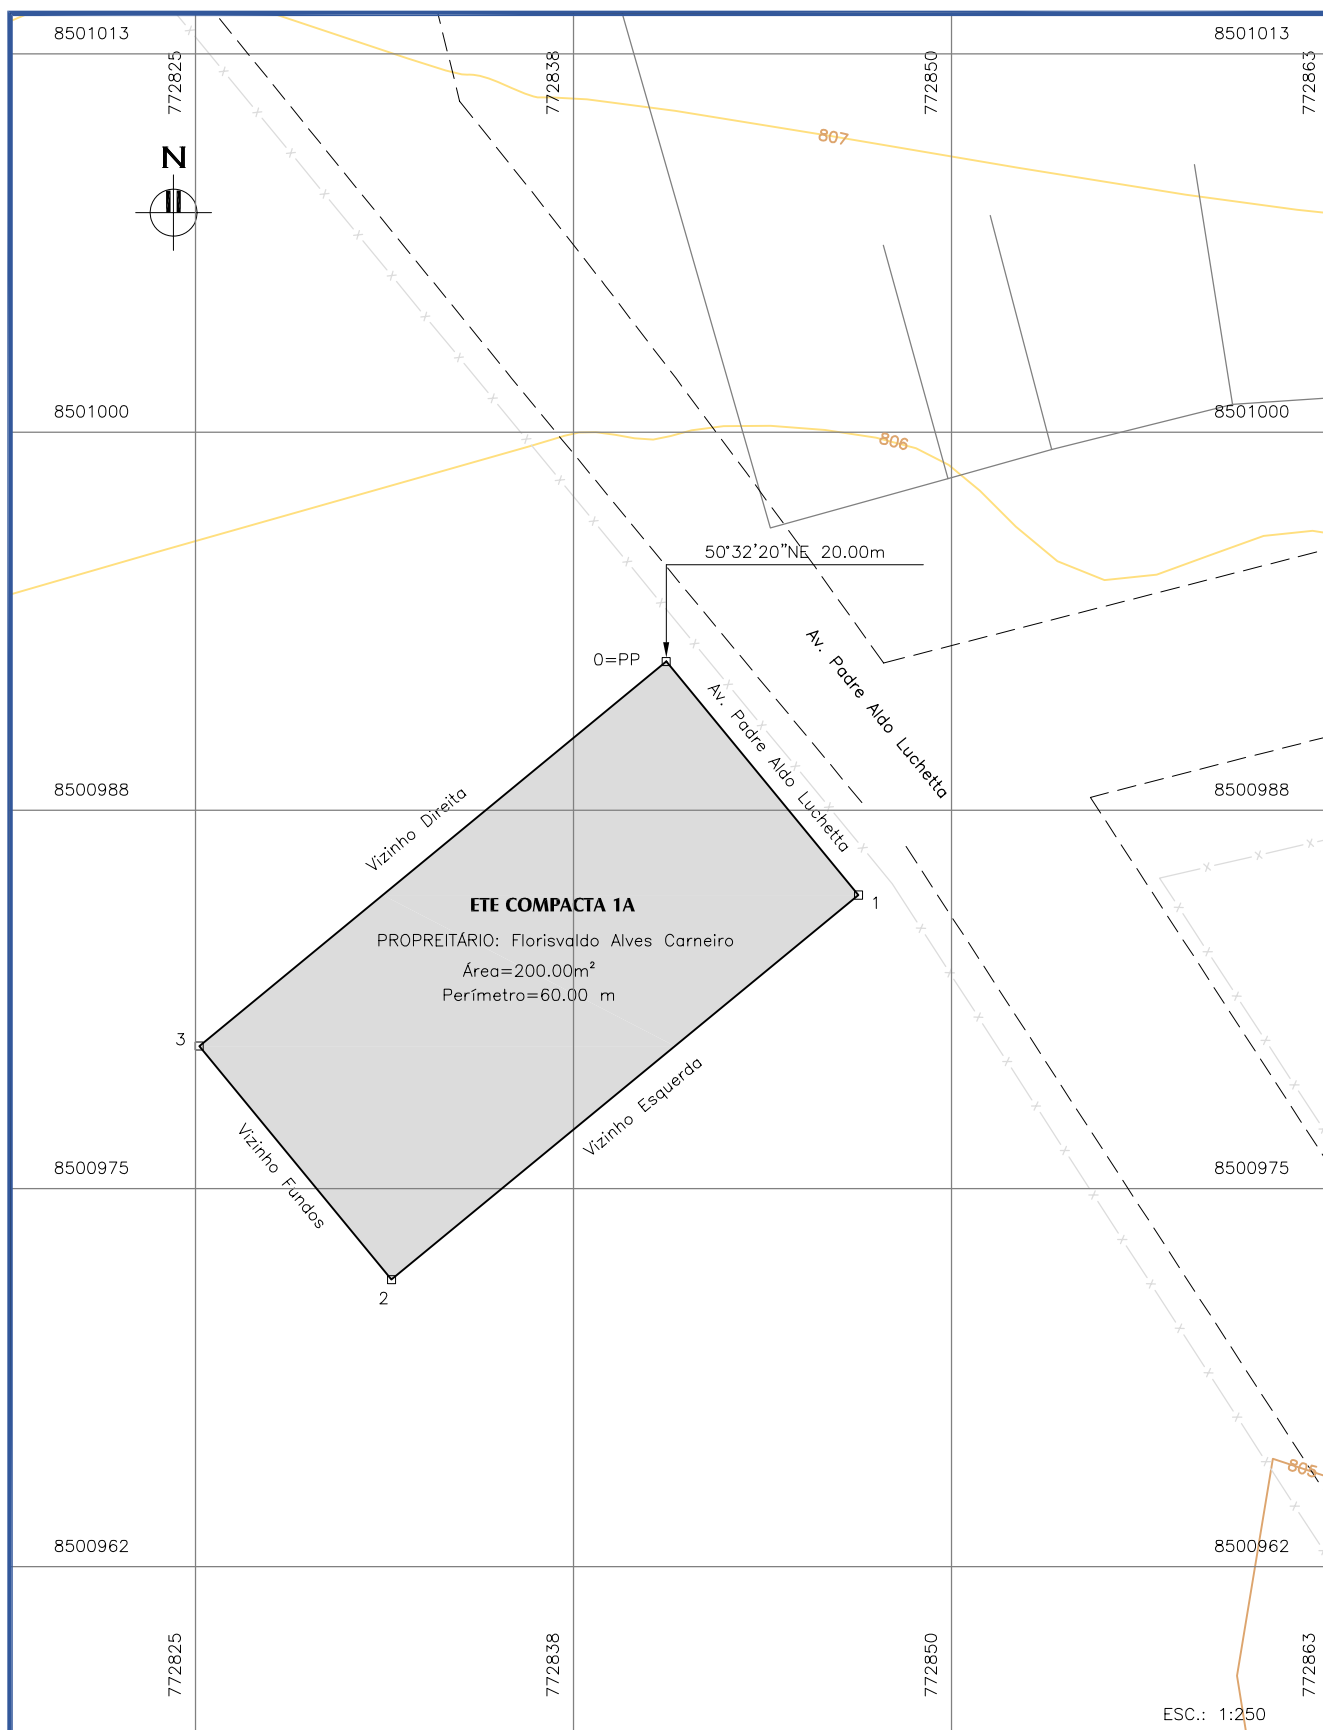 8501013
8501013
772825
772838
772850
772863
807
N
8501000
8501000
806
50°32'20"NE 20.00m
0=PP
Av. Padre Aldo Luchetta
Av. Padre Aldo Luchetta
8500988
8500988
Vizinho Direita
1
ETE COMPACTA 1A
PROPREITÁRIO: Florisvaldo Alves Carneiro
Área=200.00m²
Perímetro=60.00 m
3
Vizinho Esquerda
Vizinho Fundos
8500975
8500975
2
805
8500962
8500962
772825
772838
772850
772863
ESC.: 1:250